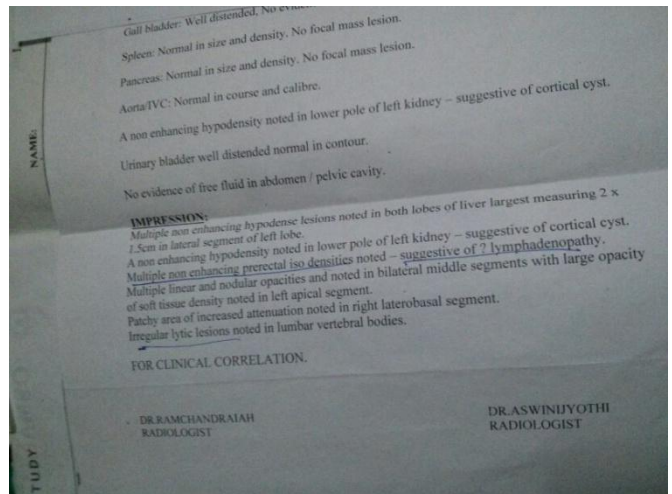 Gall bladder: Well distended, No
Spleen: Normal in size and density. No focal mass lesion.
Pancreas: Normal in size and density. No focal mass lesion.
Aorta/IVC: Normal in course and calibre.
A non enhancing hypodensity noted in lower pole of left kidney – suggestive of cortical cyst.
Urinary bladder well distended normal in contour.
No evidence of free fluid in abdomen / pelvic cavity.
IMPRESSION:
Multiple non enhancing hypodense lesions noted in both lobes of liver largest measuring 2 x
1.5cm in lateral segment of left lobe.
A non enhancing hypodensity noted in lower pole of left kidney – suggestive of cortical cyst.
Multiple non enhancing prerectal iso densities noted – suggestive of ? lymphadenopathy.
Multiple linear and nodular opacities and noted in bilateral middle segments with large opacity
of soft tissue density noted in left apical segment.
Patchy area of increased attenuation noted in right laterobasal segment.
Irregular lytic lesions noted in lumbar vertebral bodies.
FOR CLINICAL CORRELATION.
DR.RAMCHANDRAIAH
RADIOLOGIST
DR.ASWINIJYOTHI
RADIOLOGIST
NAME:
STUDY